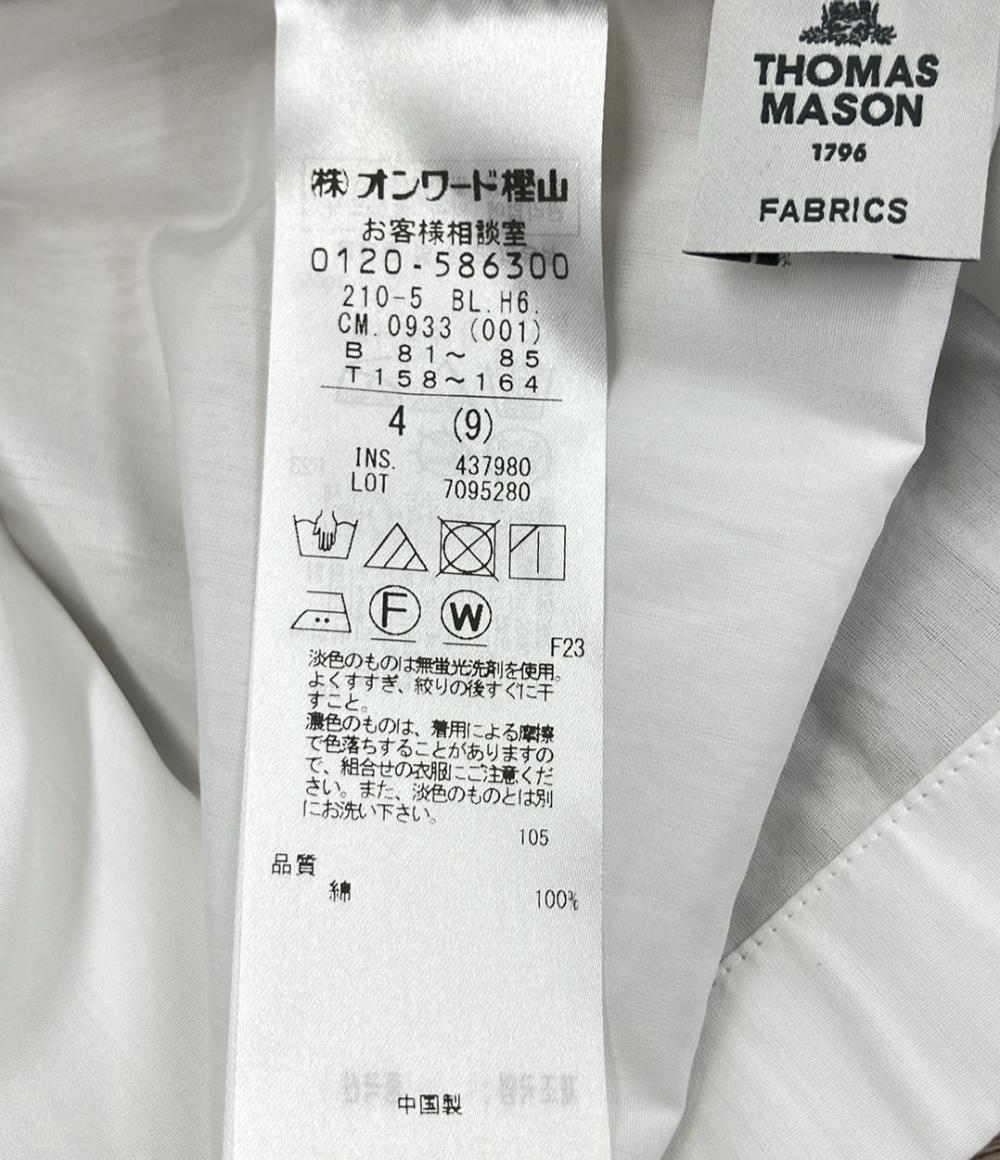 THOMAS
MASON
1796
FABRICS
(株)オンワード樫山
お客様相談室
0120-586300
210-5 BL.H6.
CM.0933 (001)
B 81～ 85
T158～164
4 (9)
INS. 437980
LOT 7095280
F
W
F23
淡色のものは無蛍光洗剤を使用。
よくすすぎ、絞りの後すぐに干
すこと。
濃色のものは、着用による摩擦
で色落ちすることがありますの
で、組合せの衣服にご注意くだ
さい。また、淡色のものとは別
にお洗い下さい。
105
品質
綿 100%
中国製